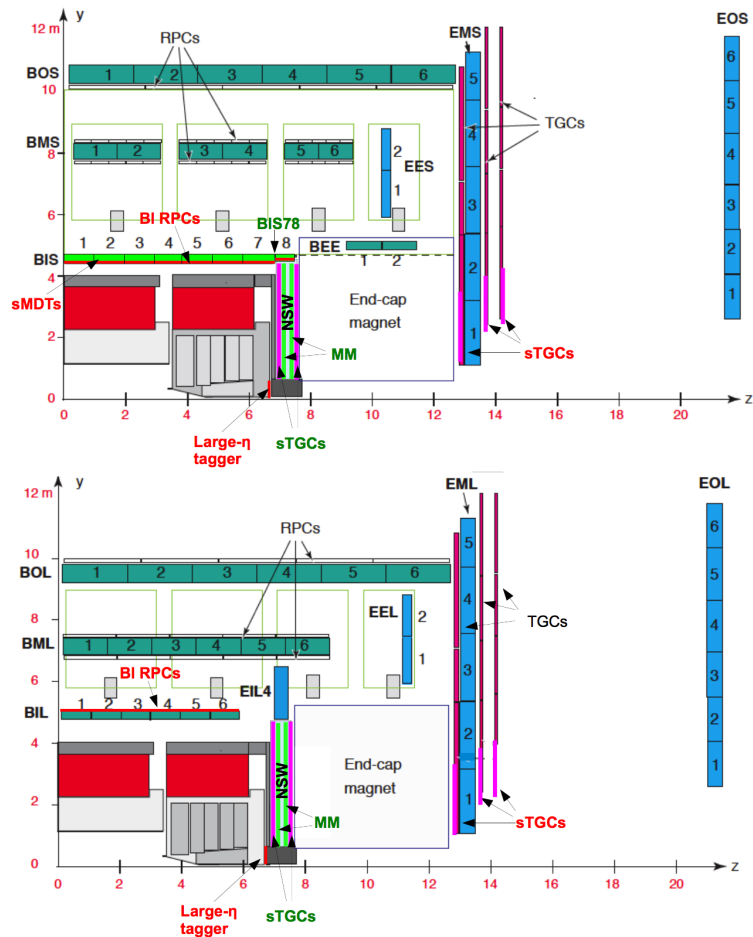 y
12 m
EMS
EOS
RPCs
BOS
1 2 3 4 5 6
5
6
10
5
TGCs
BMS
8
1 2 3 4 5 6
2
EES
1
4
4
6
BI RPCs
BIS78
3
3
1 2 3 4 5 6 7 8
BEE
2
BIS
1 2
2
1
4
sMDTs
End-cap
magnet
NSW
1
2
MM
sTGCs
0
0 2 4 6 8 10 12 14 16 18 20 z
Large-η
tagger
sTGCs
y
12 m
EML
EOL
RPCs
5
6
10
BOL
1 2 3 4 5 6
5
8
EEL
2
4
TGCs
4
BML
1 2 3 4 5 6
1
BI RPCs
3
3
6
EIL4
1 2 3 4 5 6
BIL
2
2
4
End-cap
magnet
1
NSW
2
1
MM
sTGCs
0
0 2 4 6 8 10 12 14 16 18 20 z
Large-η
tagger
sTGCs